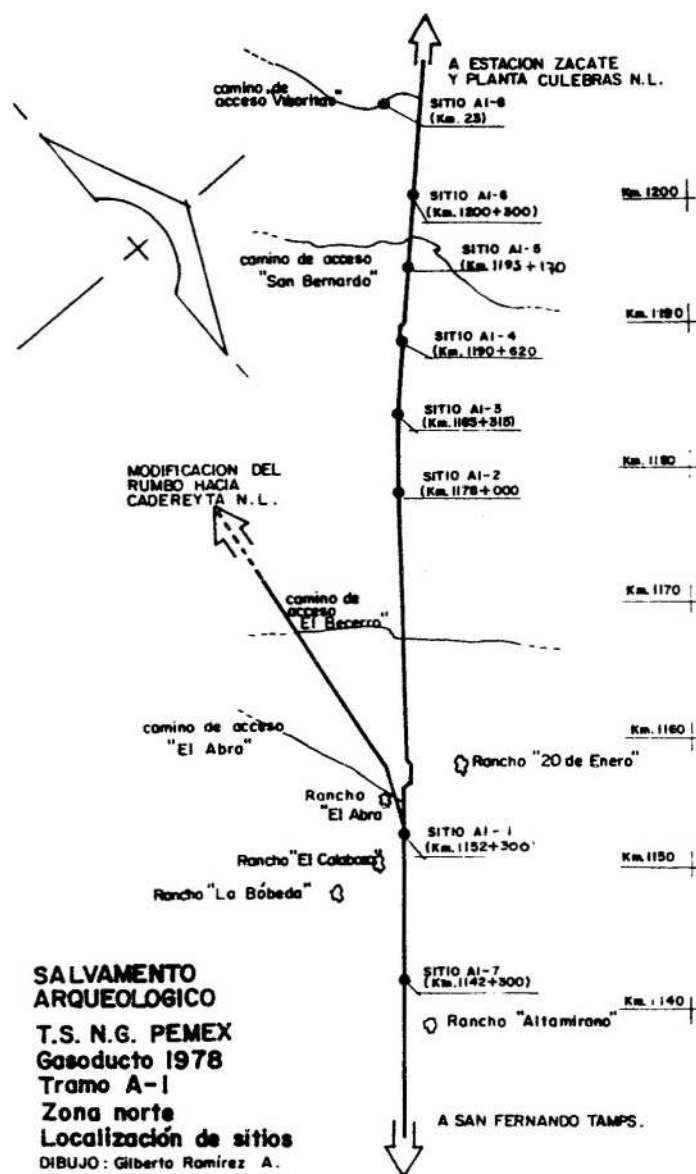 A ESTACION ZACATE
Y PLANTA CULEBRAS N.L.
camino de
acceso
SITIO AI-8
(Km. 23)
SITIO AI-6
(Km. 1200+300)
Km. 1200
camino de acceso
"San Bernardo"
SITIO AI-5
(Km. 1195+130
Km. 1190
SITIO AI-4
(Km. 1190+620
SITIO AI-3
(Km. 1185+315)
MODIFICACION DEL
RUMBO HACIA
CADEREYTA N.L.
SITIO AI-2
(Km. 1178+000
Km. 1180
camino de
acceso
"El Becerro"
Km. 1170
camino de acceso
"El Abra"
Km. 1160
Rancho "20 de Enero"
Rancho
"El Abra
SITIO AI-1
(Km. 1152+300)
Rancho "El Calabozo
Km. 1150
Rancho "La Bóbeda"
SITIO AI-7
(Km. 1142+300)
Km. 1140
Rancho "Altamirano"
SALVAMENTO
ARQUEOLOGICO
T.S. N.G. PEMEX
Gasoducto 1978
Tramo A-I
Zona norte
Localización de sitios
DIBUJO: Gilberto Ramírez A.
A SAN FERNANDO TAMPS.